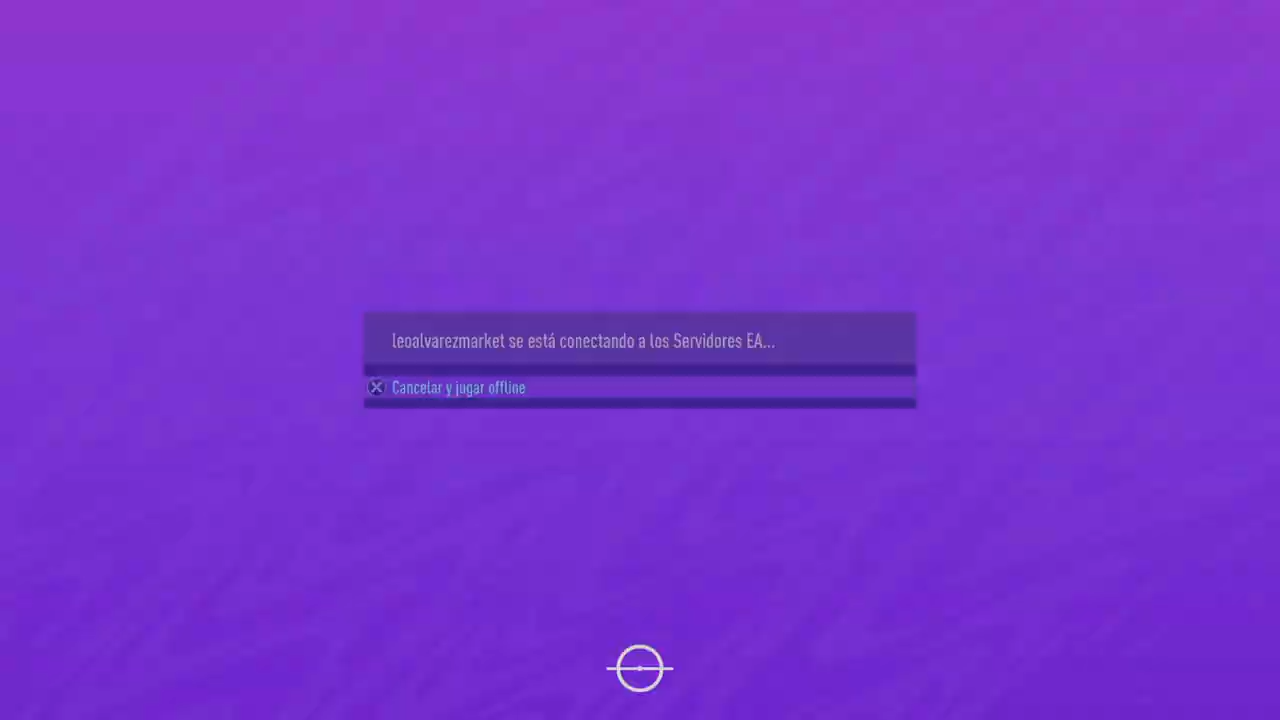 leoalvarezmarket se está conectando a los Servidores EA...
Cancelar y jugar offline